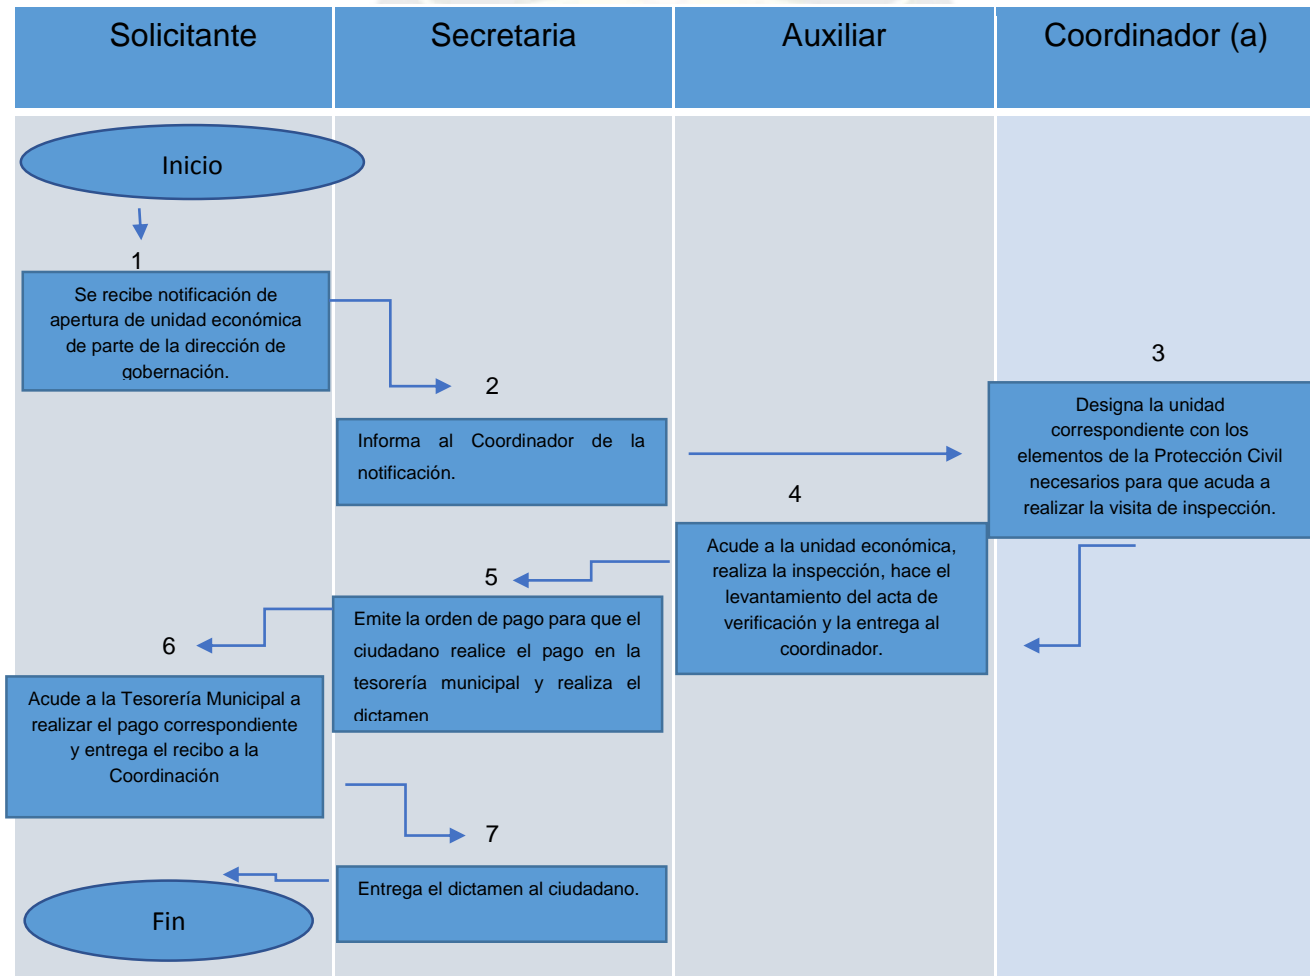 Solicitante
Secretaria
Auxiliar
Coordinador (a)
Inicio
1
Se recibe notificación de
apertura de unidad económica
de parte de la dirección de
gobernación.
2
Informa al Coordinador de la
notificación.
3
Designa la unidad
correspondiente con los
elementos de la Protección Civil
necesarios para que acuda a
realizar la visita de inspección.
4
Acude a la unidad económica,
realiza la inspección, hace el
levantamiento del acta de
verificación y la entrega al
coordinador.
5
Emite la orden de pago para que el
ciudadano realice el pago en la
tesorería municipal y realiza el
dictamen
6
Acude a la Tesorería Municipal a
realizar el pago correspondiente
y entrega el recibo a la
Coordinación
7
Entrega el dictamen al ciudadano.
Fin